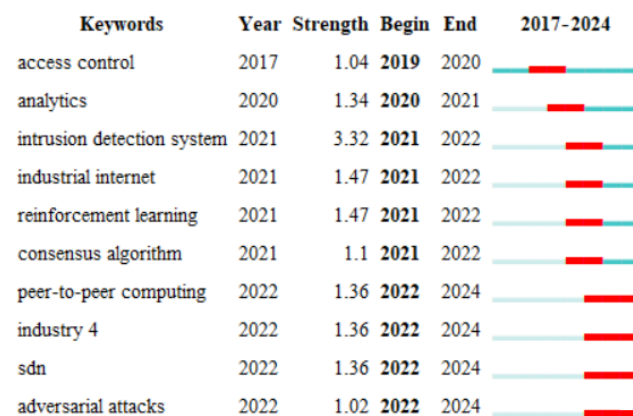 Keywords Year Strength Begin End 2017-2024
access control 2017 1.04 2019 2020
analytics 2020 1.34 2020 2021
intrusion detection system 2021 3.32 2021 2022
industrial internet 2021 1.47 2021 2022
reinforcement learning 2021 1.47 2021 2022
consensus algorithm 2021 1.1 2021 2022
peer-to-peer computing 2022 1.36 2022 2024
industry 4 2022 1.36 2022 2024
sdn 2022 1.36 2022 2024
adversarial attacks 2022 1.02 2022 2024